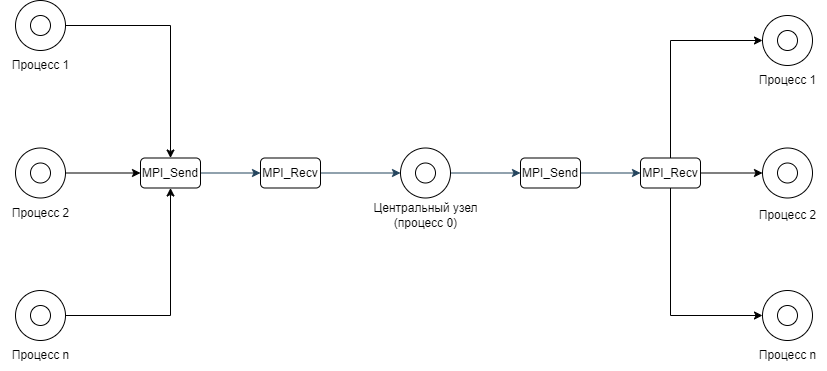 Процесс 1
Процесс 1
MPI_Send
MPI_Recv
MPI_Send
MPI_Recv
Процесс 2
Центральный узел
(процесс 0)
Процесс 2
Процесс n
Процесс n